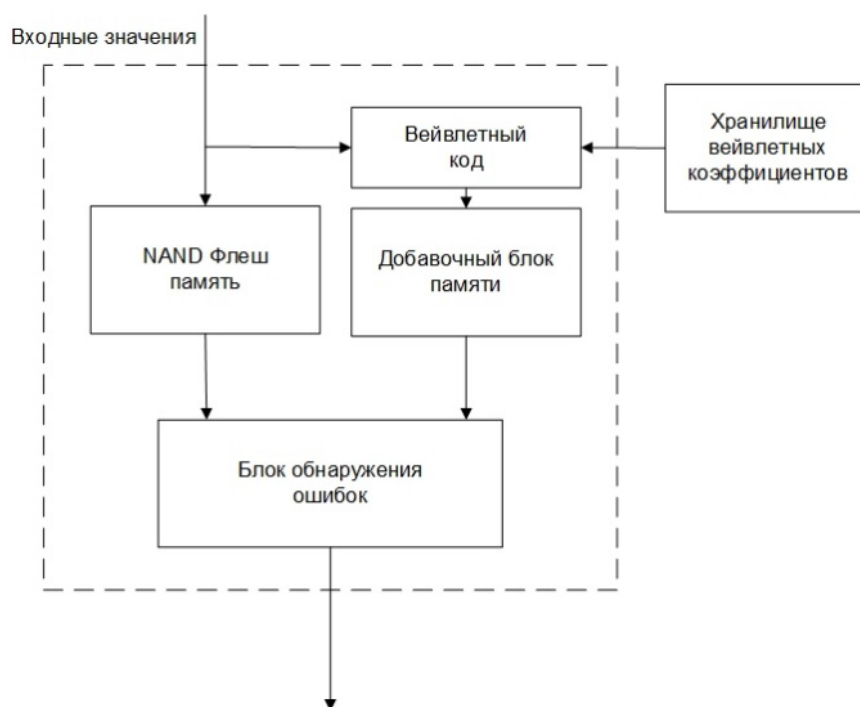 Входные значения
Вейвлетный
код
Хранилище
вейвлетных
коэффициентов
NAND Флеш
память
Добавочный блок
памяти
Блок обнаружения
ошибок